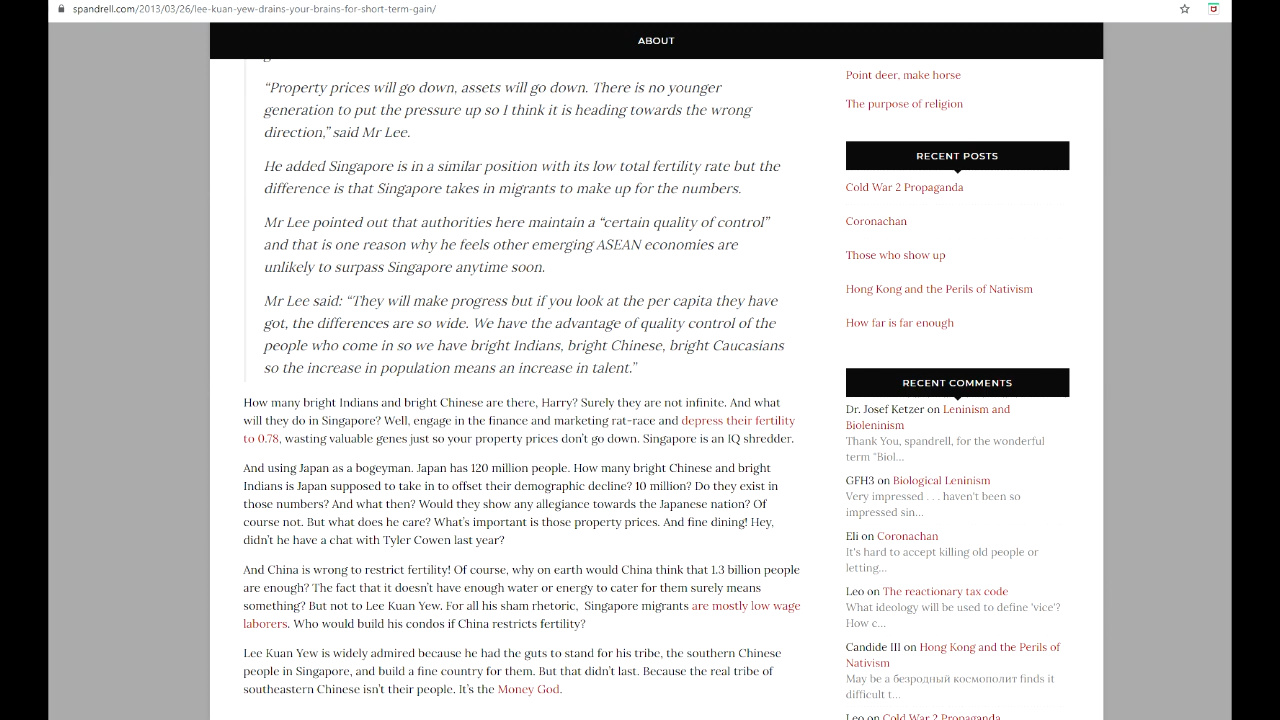 spandrell.com/2013/03/26/lee-kuan-yew-drains-your-brains-for-short-term-gain/
ABOUT
“Property prices will go down, assets will go down. There is no younger
generation to put the pressure up so I think it is heading towards the wrong
direction,” said Mr Lee.
He added Singapore is in a similar position with its low total fertility rate but the
difference is that Singapore takes in migrants to make up for the numbers.
Mr Lee pointed out that authorities here maintain a “certain quality of control”
and that is one reason why he feels other emerging ASEAN economies are
unlikely to surpass Singapore anytime soon.
Mr Lee said: “They will make progress but if you look at the per capita they have
got, the differences are so wide. We have the advantage of quality control of the
people who come in so we have bright Indians, bright Chinese, bright Caucasians
so the increase in population means an increase in talent.”
How many bright Indians and bright Chinese are there, Harry? Surely they are not infinite. And what
will they do in Singapore? Well, engage in the finance and marketing rat-race and depress their fertility
to 0.78, wasting valuable genes just so your property prices don’t go down. Singapore is an IQ shredder.
And using Japan as a bogeyman. Japan has 120 million people. How many bright Chinese and bright
Indians is Japan supposed to take in to offset their demographic decline? 10 million? Do they exist in
those numbers? And what then? Would they show any allegiance towards the Japanese nation? Of
course not. But what does he care? What’s important is those property prices. And fine dining! Hey,
didn’t he have a chat with Tyler Cowen last year?
And China is wrong to restrict fertility! Of course, why on earth would China think that 1.3 billion people
are enough? The fact that it doesn’t have enough water or energy to cater for them surely means
something? But not to Lee Kuan Yew. For all his sham rhetoric, Singapore migrants are mostly low wage
laborers. Who would build his condos if China restricts fertility?
Lee Kuan Yew is widely admired because he had the guts to stand for his tribe, the southern Chinese
people in Singapore, and build a fine country for them. But that didn’t last. Because the real tribe of
southeastern Chinese isn’t their people. It’s the Money God.
Point deer, make horse
The purpose of religion
RECENT POSTS
Cold War 2 Propaganda
Coronachan
Those who show up
Hong Kong and the Perils of Nativism
How far is far enough
RECENT COMMENTS
Dr. Josef Ketzer on Leninism and
Bioleninism
Thank You, spandrell, for the wonderful
term "Biol...
GFH3 on Biological Leninism
Very impressed . . . haven't been so
impressed sin...
Eli on Coronachan
It's hard to accept killing old people or
letting...
Leo on The reactionary tax code
What ideology will be used to define 'vice'?
How c...
Candide III on Hong Kong and the Perils of
Nativism
May be a безродный космополит finds it
difficult t...
Leo on Cold War 2 Propaganda